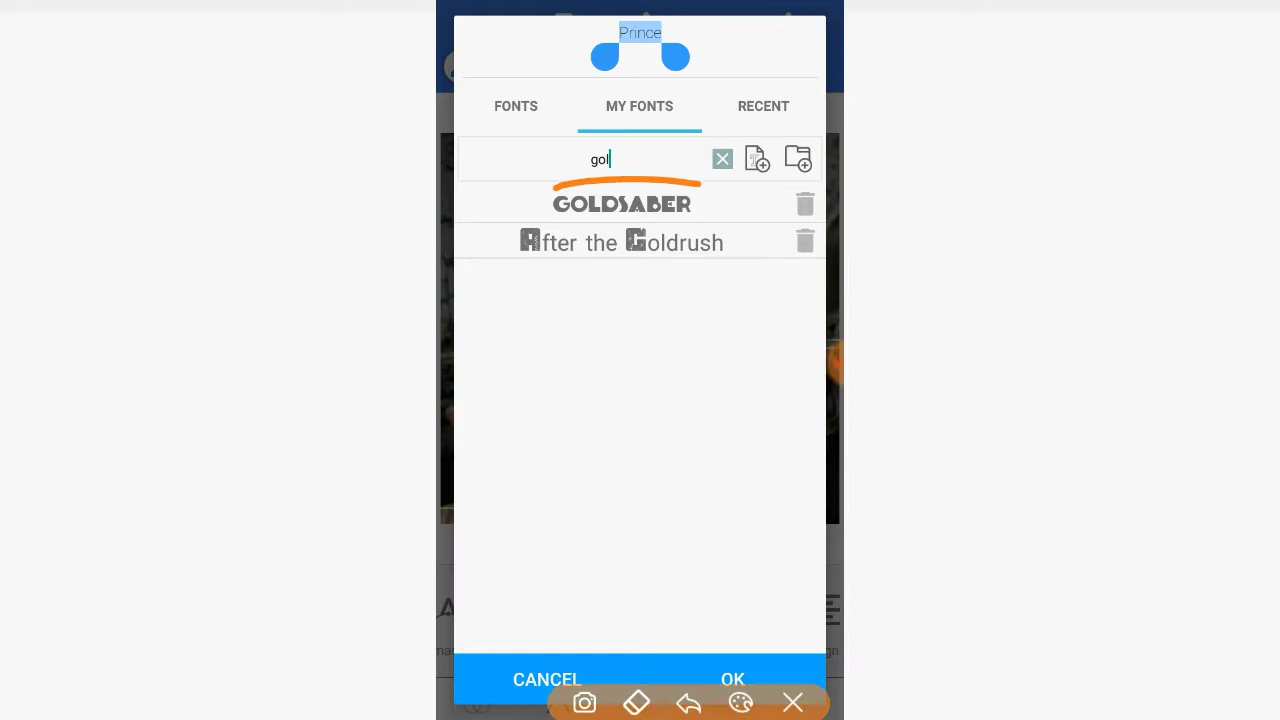 Prince
FONTS MY FONTS RECENT
gol
GOLDSABER
After the Goldrush
CANCEL OK